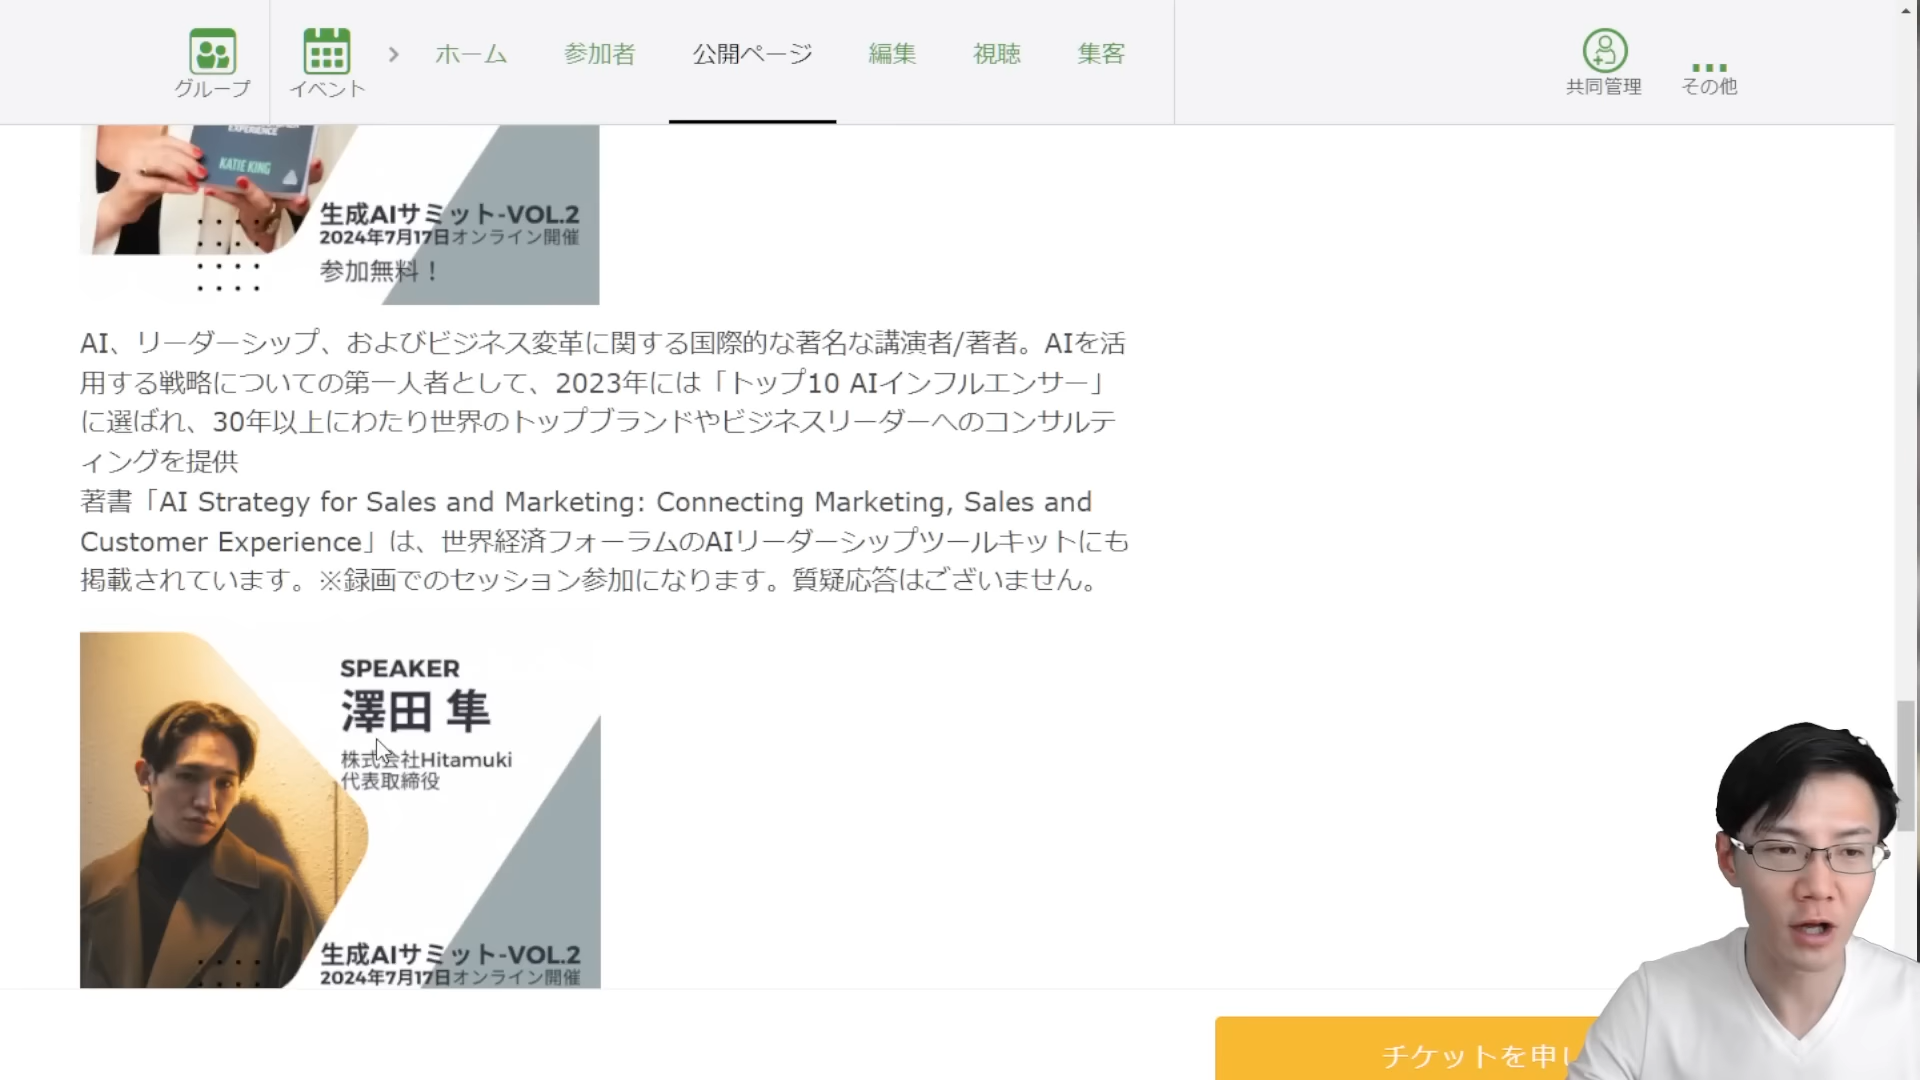 グループ
イベント
ホーム
参加者
公開ページ
編集
視聴
集客
共同管理
その他
KATIE KING
生成AIサミット-VOL.2
2024年7月17日オンライン開催
参加無料！
AI、リーダーシップ、およびビジネス変革に関する国際的な著名な講演者/著者。AIを活
用する戦略についての第一人者として、2023年には「トップ10 AIインフルエンサー」
に選ばれ、30年以上にわたり世界のトップブランドやビジネスリーダーへのコンサルテ
ィングを提供
著書「AI Strategy for Sales and Marketing: Connecting Marketing, Sales and
Customer Experience」は、世界経済フォーラムのAIリーダーシップツールキットにも
掲載されています。※録画でのセッション参加になります。質疑応答はございません。
SPEAKER
澤田 隼
株式会社Hitamuki
代表取締役
生成AIサミット-VOL.2
2024年7月17日オンライン開催
チケットを申し